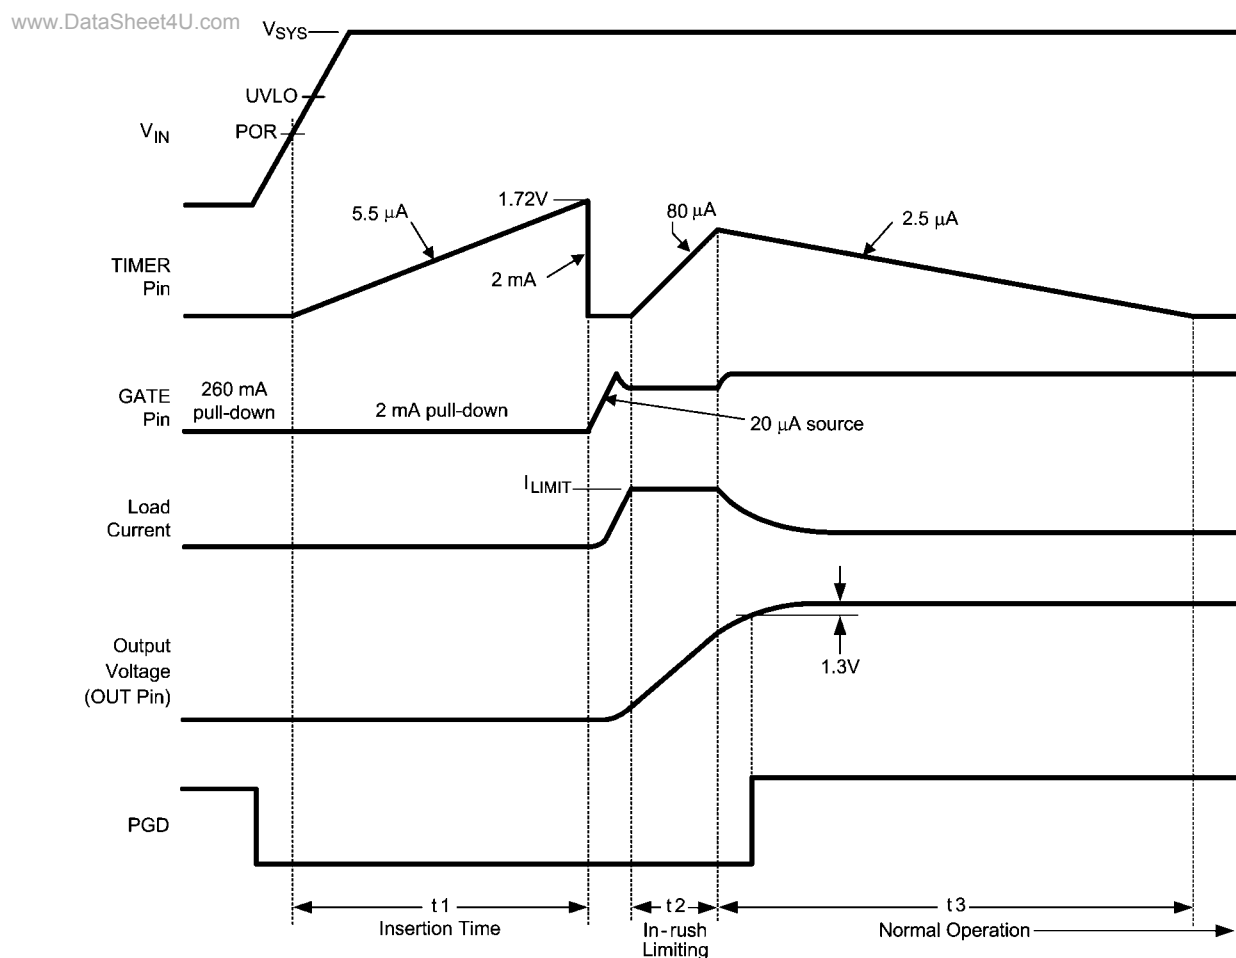 www.DataSheet4U.com
VSYS
UVLO
VIN
POR
1.72V
5.5 μA
80 μA
2.5 μA
TIMER
Pin
2 mA
260 mA
pull-down
GATE
Pin
2 mA pull-down
20 μA source
ILIMIT
Load
Current
Output
Voltage
(OUT Pin)
1.3V
PGD
t1
Insertion Time
t2
In-rush
Limiting
t3
Normal Operation